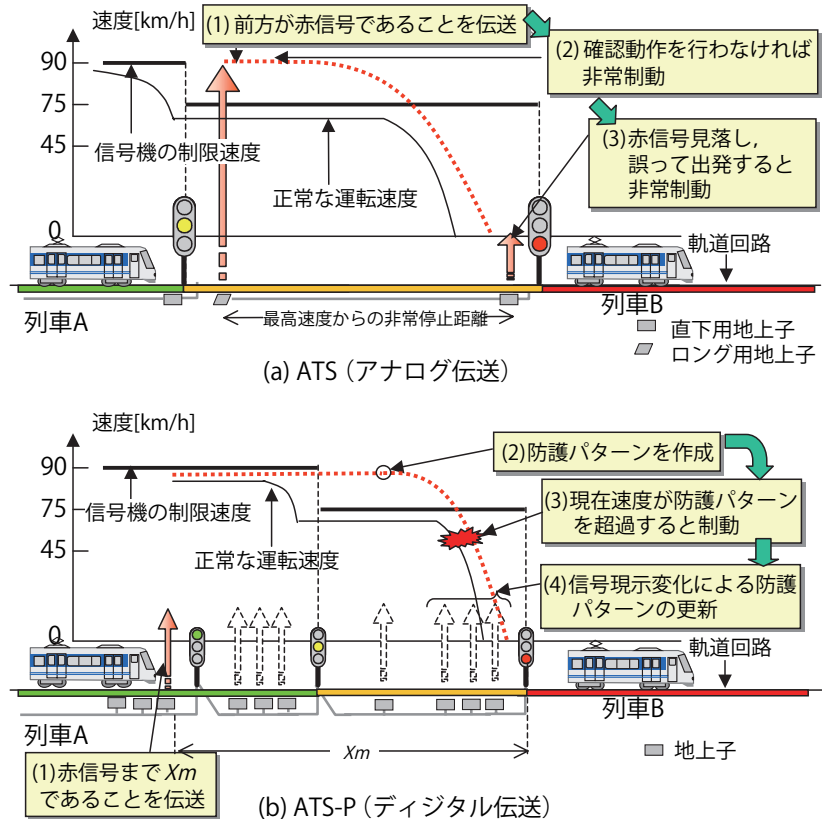 速度[km/h]
(1) 前方が赤信号であることを伝送
(2) 確認動作を行わなければ
非常制動
(3)赤信号見落し,
誤って出発すると
非常制動
90
75
45
0
信号機の制限速度
正常な運転速度
軌道回路
列車A
最高速度からの非常停止距離
列車B
直下用地上子
ロング用地上子
(a) ATS (アナログ伝送)
速度[km/h]
(2)防護パターンを作成
90
信号機の制限速度
(3)現在速度が防護パターン
を超過すると制動
75
45
正常な運転速度
(4)信号現示変化による防護
パターンの更新
0
軌道回路
列車A
列車B
Xm
地上子
(1)赤信号まで Xm
であることを伝送
(b) ATS-P (ディジタル伝送)